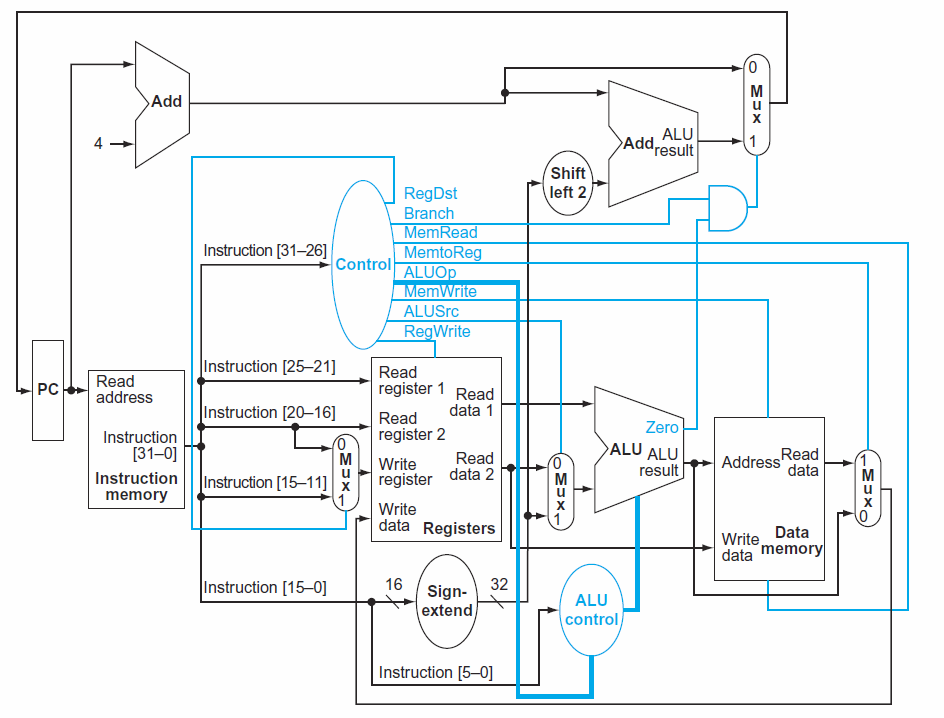 0
M
u
x
1
Add
4
Add
ALU
result
Shift
left 2
RegDst
Branch
MemRead
MemtoReg
ALUOp
MemWrite
ALUSrc
RegWrite
Control
Instruction [31–26]
Instruction [25–21]
Instruction [20–16]
Instruction [15–11]
Instruction [15–0]
Instruction [5–0]
PC
Read
address
Instruction
[31–0]
Instruction
memory
0
M
u
x
1
Read
register 1
Read
register 2
Write
register
Write
data
Read
data 1
Read
data 2
Registers
0
M
u
x
1
Zero
ALU
ALU
result
Address
Read
data
Write
data
Data
memory
1
M
u
x
0
16
Sign-
extend
32
ALU
control